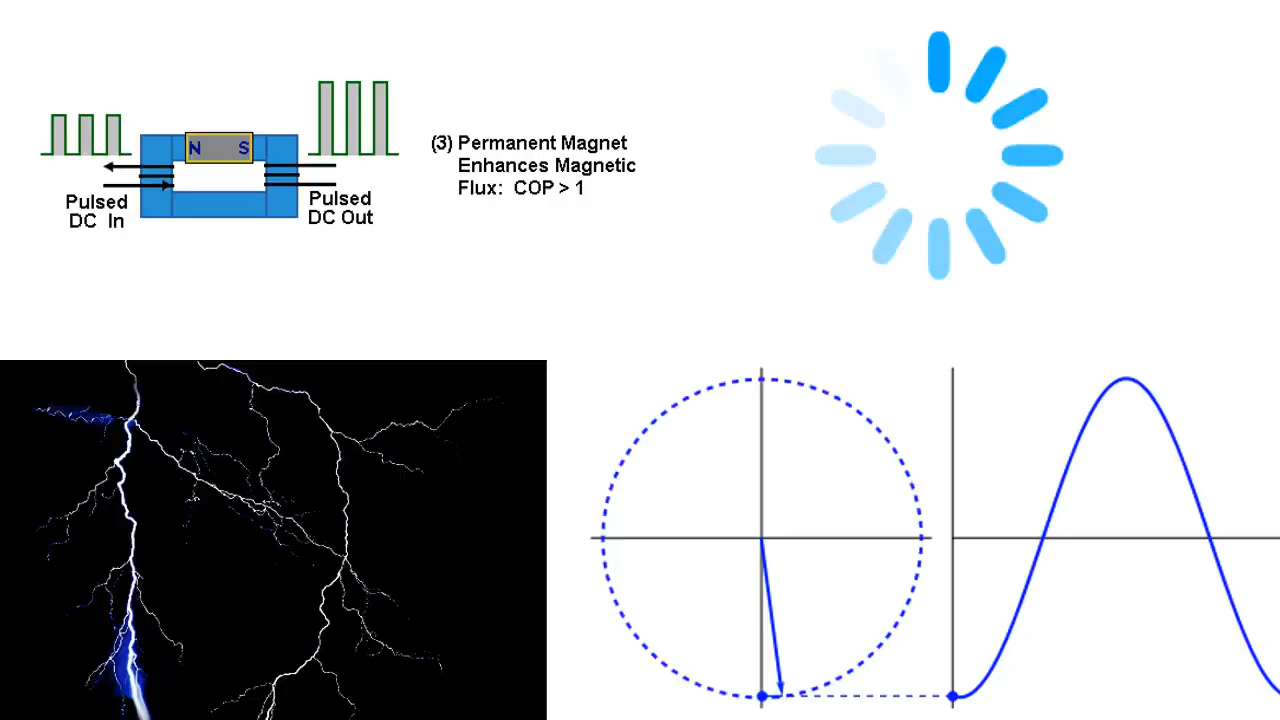 N S
(3) Permanent Magnet
Enhances Magnetic
Flux: COP > 1
Pulsed
DC In
Pulsed
DC Out